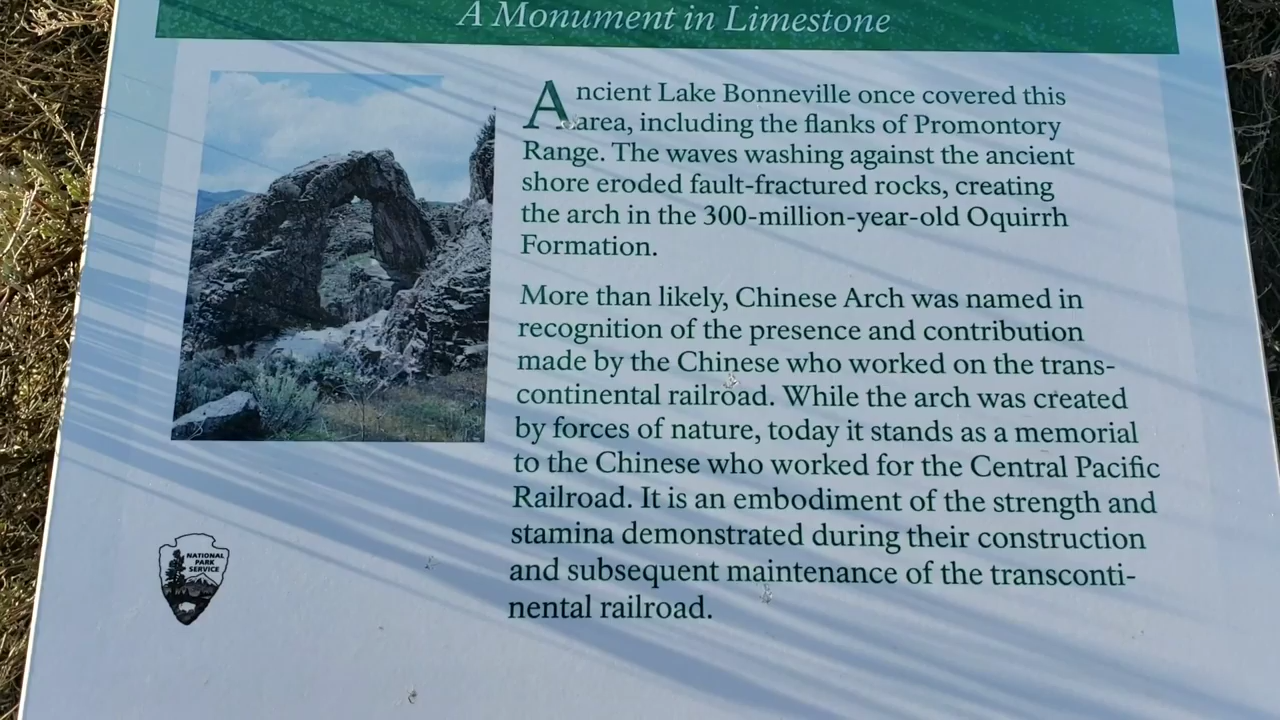 A Monument in Limestone
Ancient Lake Bonneville once covered this
area, including the flanks of Promontory
Range. The waves washing against the ancient
shore eroded fault-fractured rocks, creating
the arch in the 300-million-year-old Oquirrh
Formation.
More than likely, Chinese Arch was named in
recognition of the presence and contribution
made by the Chinese who worked on the trans-
continental railroad. While the arch was created
by forces of nature, today it stands as a memorial
to the Chinese who worked for the Central Pacific
Railroad. It is an embodiment of the strength and
stamina demonstrated during their construction
and subsequent maintenance of the transconti-
nental railroad.
NATIONAL
PARK
SERVICE